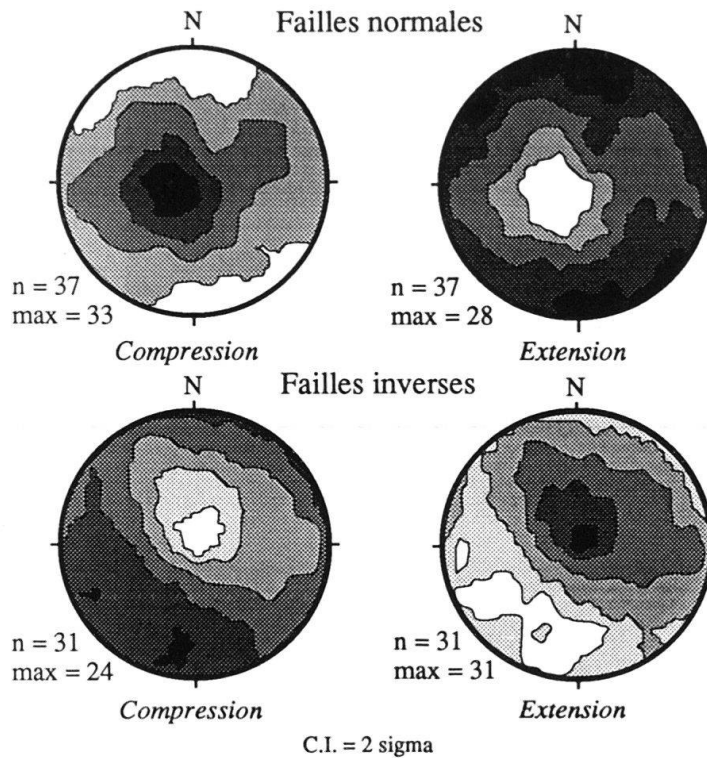 Failles normales
N
N
n = 37
max = 33
n = 37
max = 28
Compression
Extension
Failles inverses
N
N
n = 31
max = 24
n = 31
max = 31
Compression
Extension
C.I. = 2 sigma